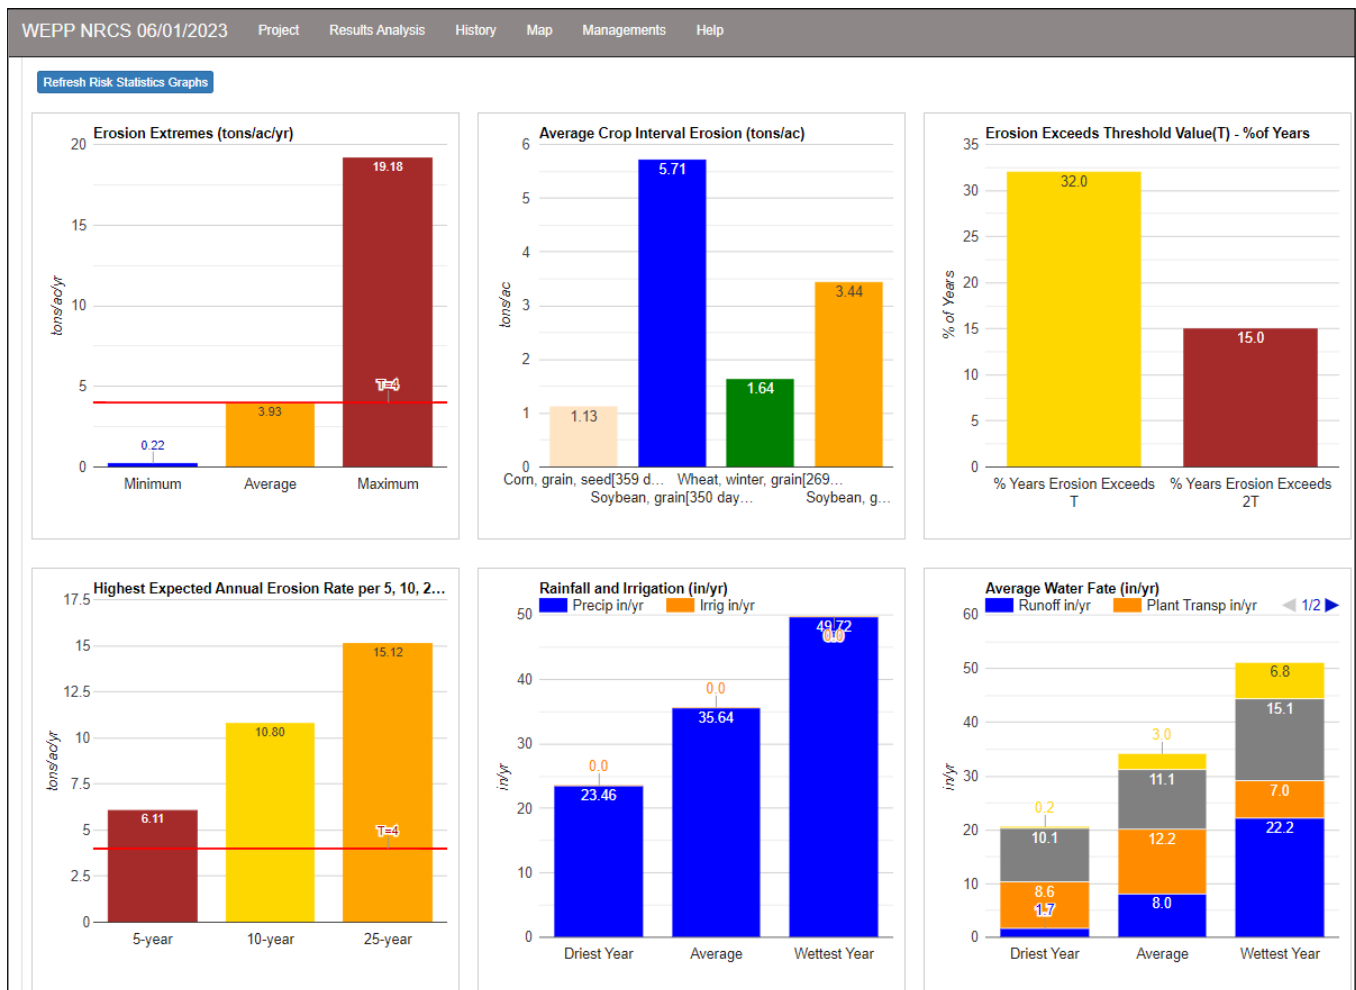 WEPP NRCS 06/01/2023 Project Results Analysis History Map Managements Help
Refresh Risk Statistics Graphs
Erosion Extremes (tons/ac/yr)
20
15
10
5
0
tons/ac/yr
19.18
T=4
3.93
0.22
Minimum Average Maximum
Average Crop Interval Erosion (tons/ac)
6
5
4
3
2
1
0
tons/ac
5.71
3.44
1.64
1.13
Corn, grain, seed[359 d... Wheat, winter, grain[269...
Soybean, grain[350 day... Soybean, g...
Erosion Exceeds Threshold Value(T) - %of Years
35
30
25
20
15
10
5
0
% of Years
32.0
15.0
% Years Erosion Exceeds T
% Years Erosion Exceeds 2T
Highest Expected Annual Erosion Rate per 5, 10, 2...
17.5
15
12.5
10
7.5
5
2.5
0
tons/ac/yr
15.12
10.80
6.11
T=4
5-year 10-year 25-year
Rainfall and Irrigation (in/yr)
Precip in/yr Irrig in/yr
50
40
30
20
10
0
in/yr
49.72
0.0
0.0
35.64
0.0
23.46
Driest Year Average Wettest Year
Average Water Fate (in/yr)
Runoff in/yr Plant Transp in/yr 1/2
60
50
40
30
20
10
0
in/yr
6.8
15.1
7.0
22.2
3.0
11.1
12.2
8.0
0.2
10.1
8.6
1.7
Driest Year Average Wettest Year